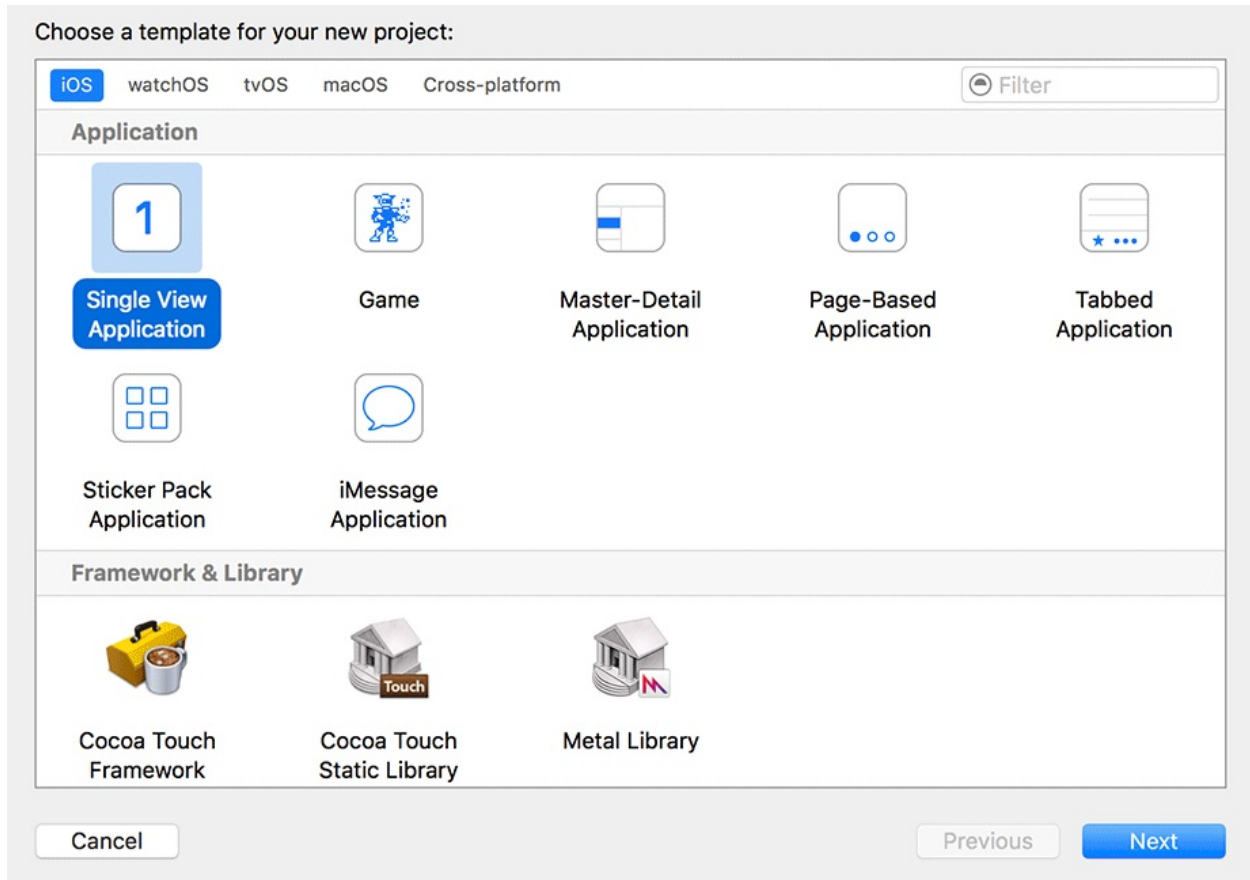 Choose a template for your new project:
iOS watchOS tvOS macOS Cross-platform Filter
Application
1
Single View Application
Game
Master-Detail Application
Page-Based Application
Tabbed Application
Sticker Pack Application
iMessage Application
Framework & Library
Touch
Cocoa Touch Framework
Cocoa Touch Static Library
Metal Library
Cancel Previous Next